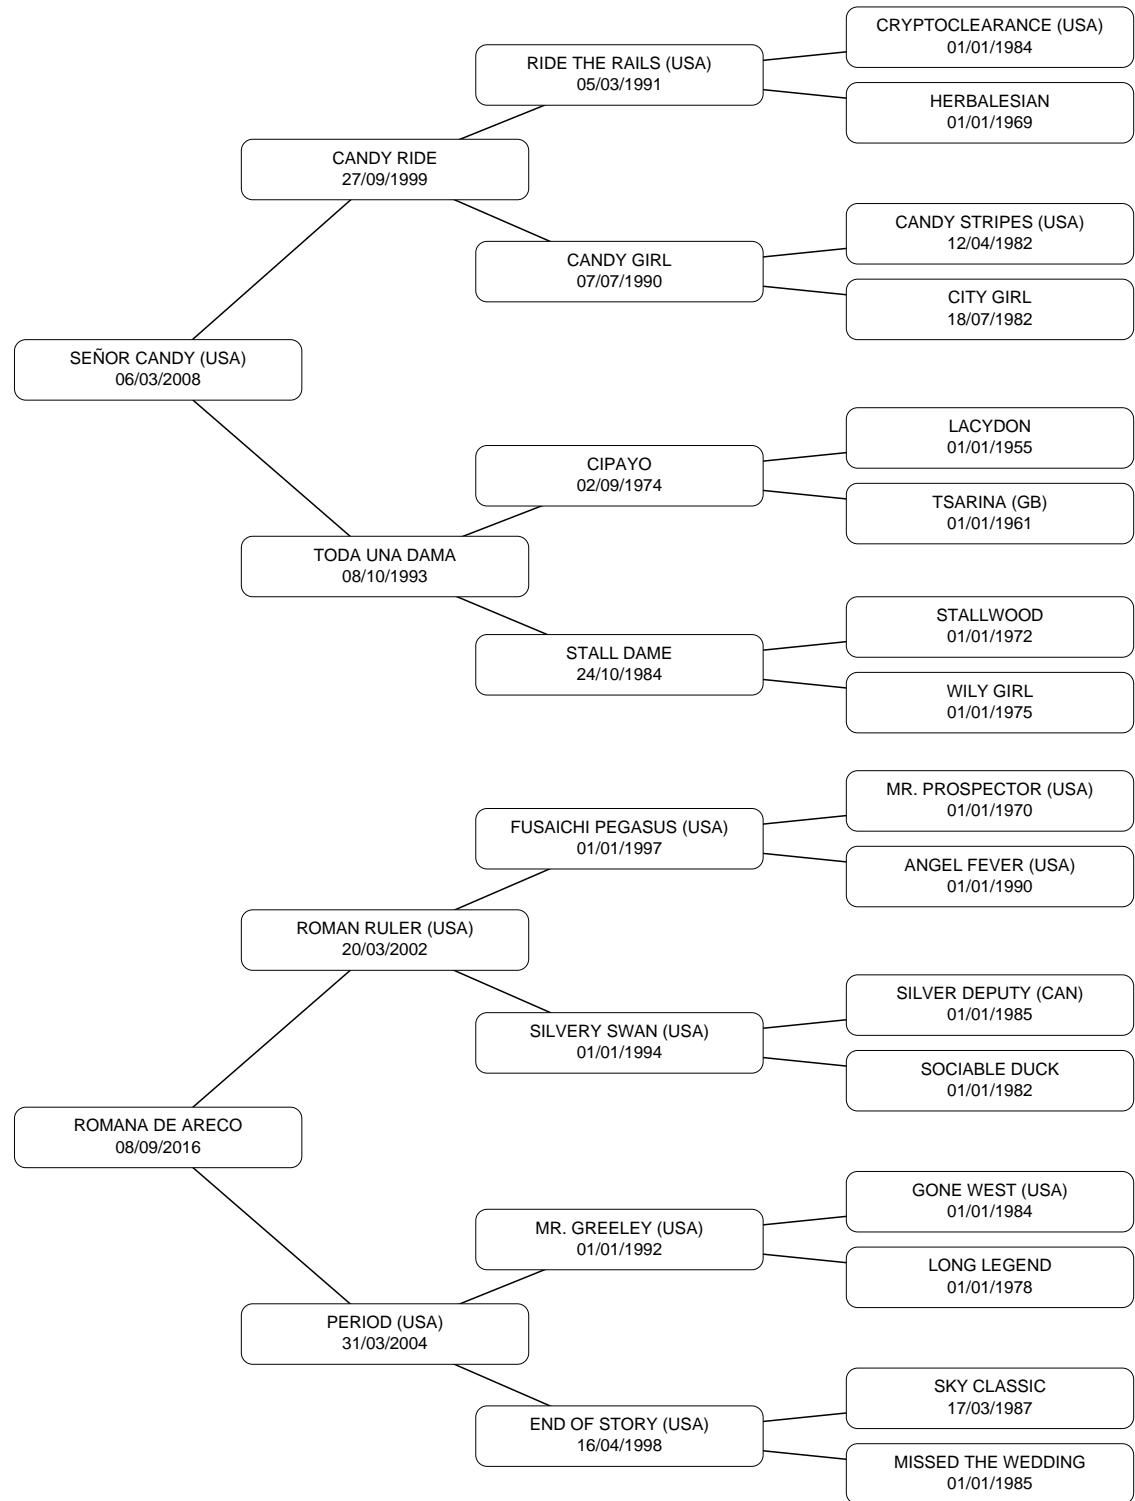 CRYPTOCLEARANCE (USA)
01/01/1984
RIDE THE RAILS (USA)
05/03/1991
HERBALESIAN
01/01/1969
CANDY RIDE
27/09/1999
CANDY STRIPES (USA)
12/04/1982
CANDY GIRL
07/07/1990
CITY GIRL
18/07/1982
SEÑOR CANDY (USA)
06/03/2008
LACYDON
01/01/1955
CIPAYO
02/09/1974
TSARINA (GB)
01/01/1961
TODA UNA DAMA
08/10/1993
STALLWOOD
01/01/1972
STALL DAME
24/10/1984
WILY GIRL
01/01/1975
MR. PROSPECTOR (USA)
01/01/1970
FUSAICHI PEGASUS (USA)
01/01/1997
ANGEL FEVER (USA)
01/01/1990
ROMAN RULER (USA)
20/03/2002
SILVER DEPUTY (CAN)
01/01/1985
SILVERY SWAN (USA)
01/01/1994
SOCIABLE DUCK
01/01/1982
ROMANA DE ARECO
08/09/2016
GONE WEST (USA)
01/01/1984
MR. GREELEY (USA)
01/01/1992
LONG LEGEND
01/01/1978
PERIOD (USA)
31/03/2004
SKY CLASSIC
17/03/1987
END OF STORY (USA)
16/04/1998
MISSED THE WEDDING
01/01/1985